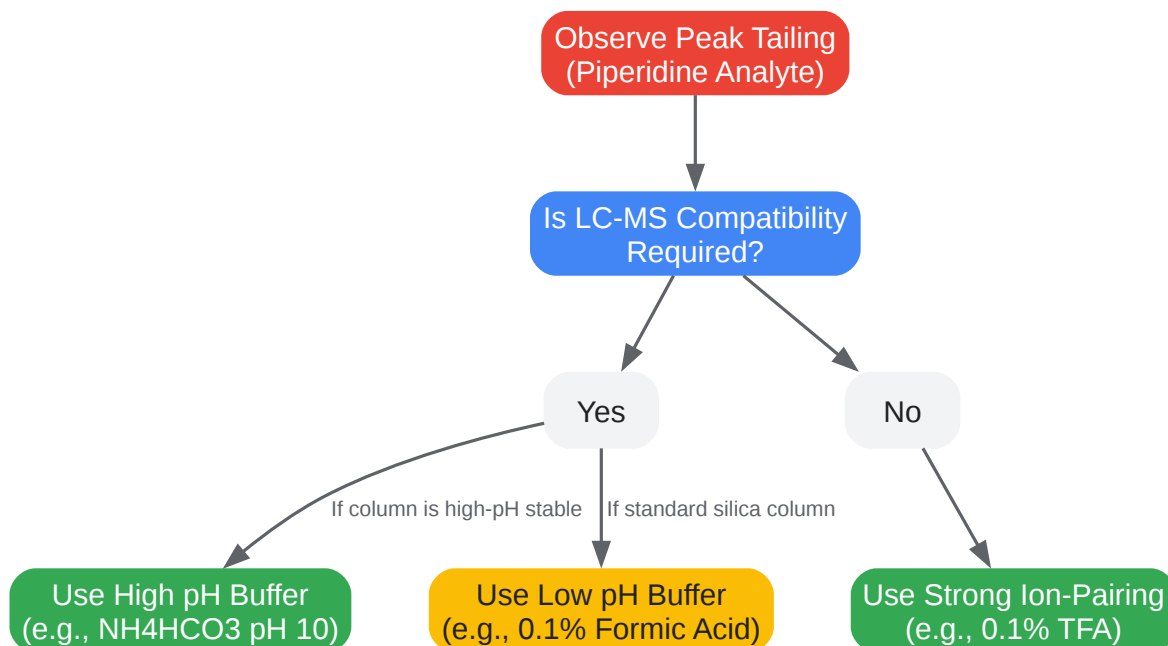 Observe Peak Tailing
(Piperidine Analyte)
Is LC-MS Compatibility
Required?
Yes
No
If column is high-pH stable
If standard silica column
Use High pH Buffer
(e.g., NH4HCO3 pH 10)
Use Low pH Buffer
(e.g., 0.1% Formic Acid)
Use Strong Ion-Pairing
(e.g., 0.1% TFA)